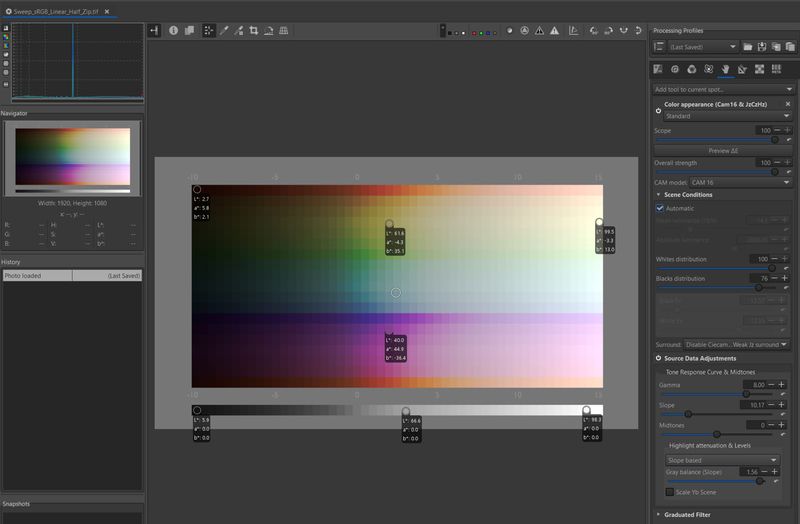 Sweep_sRGB_Linear_Half_Zip.tif
Processing Profiles
(Last Saved)
Add tool to current spot...
Color appearance (Cam16 & JzCzHz)
Standard
Scope 100
Preview ΔE
Overall strength 100
CAM model: CAM 16
Scene Conditions
Automatic
Whites distribution 100
Blacks distribution 76
Surround: Disable Ciecam...Weak Jz surround
Source Data Adjustments
Tone Response Curve & Midtones
Gamma 8.00
Slope 10.17
Midtones 0
Highlight attenuation & Levels
Slope based
Gray balance (Slope) 1.56
Scale Yb Scene
Graduated Filter
Navigator
Width: 1920, Height: 1080
x: --, y: --
R: -- H: -- L*: --
G: -- S: -- a*: --
B: -- V: -- b*: --
History
Photo loaded (Last Saved)
Snapshots
-10 -5 0 5 10 15
L*: 2.7
a*: 5.8
b*: 2.1
L*: 61.6
a*: -4.3
b*: 35.1
L*: 99.5
a*: -3.3
b*: 13.0
L*: 40.0
a*: 44.9
b*: -36.4
-10 -5 0 5 10 15
L*: 5.9
a*: 0.0
b*: 0.0
L*: 66.6
a*: 0.0
b*: 0.0
L*: 98.3
a*: 0.0
b*: 0.0